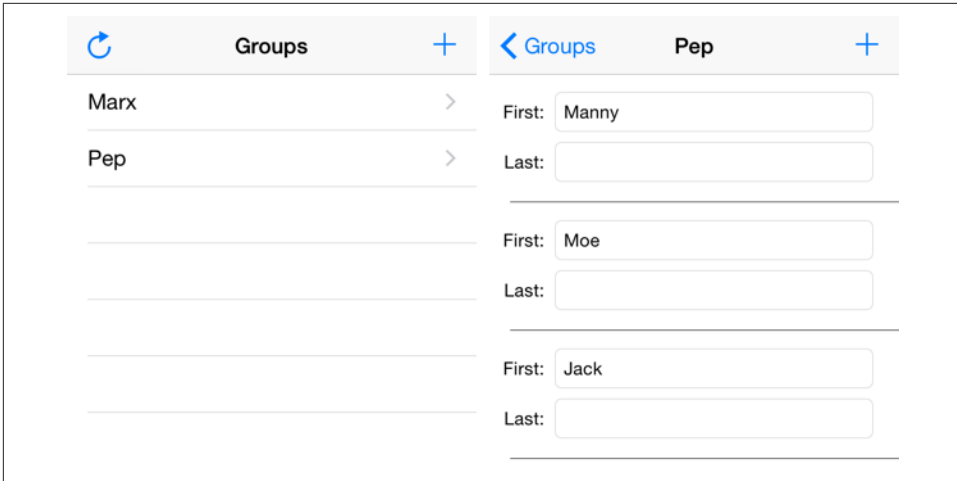 Groups
Marx
Pep
Groups
Pep
First: Manny
Last:
First: Moe
Last:
First: Jack
Last: